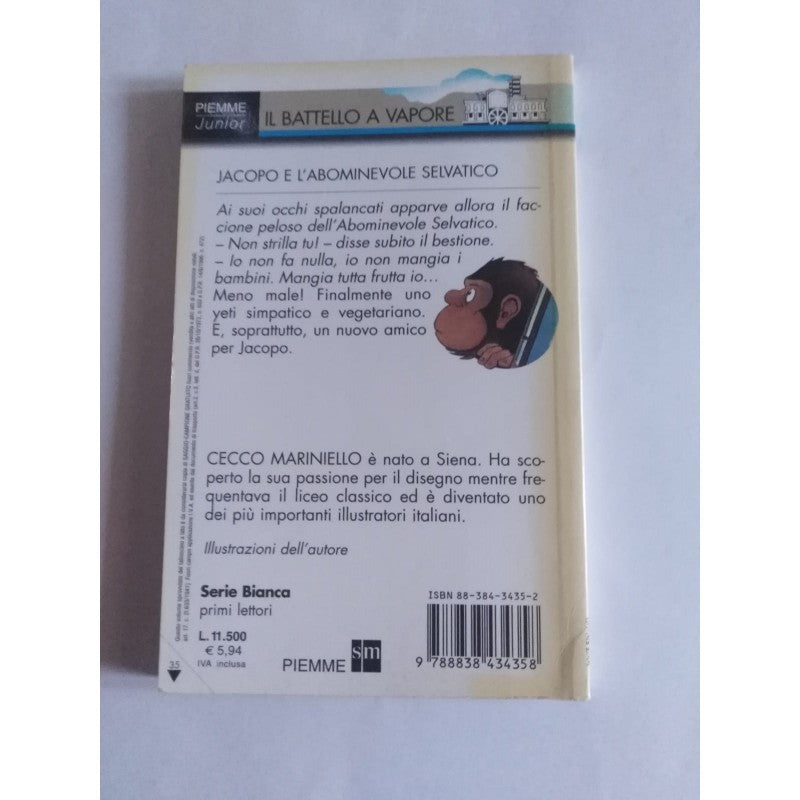 PIEMME
Junior
IL BATTELLO A VAPORE
JACOPO E L'ABOMINEVOLE SELVATICO
Ai suoi occhi spalancati apparve allora il fac-
cione peloso dell'Abominevole Selvatico.
– Non strilla tu! – disse subito il bestione.
– Io non fa nulla, io non mangia i
bambini. Mangia tutta frutta io...
Meno male! Finalmente uno
yeti simpatico e vegetariano.
E, soprattutto, un nuovo amico
per Jacopo.
CECCO MARINIELLO è nato a Siena. Ha sco-
perto la sua passione per il disegno mentre fre-
quentava il liceo classico ed è diventato uno
dei più importanti illustratori italiani.
Illustrazioni dell'autore
Serie Bianca
primi lettori
L. 11.500
€ 5,94
IVA inclusa
35
PIEMME
sm
ISBN 88-384-3435-2
9 788838 434358